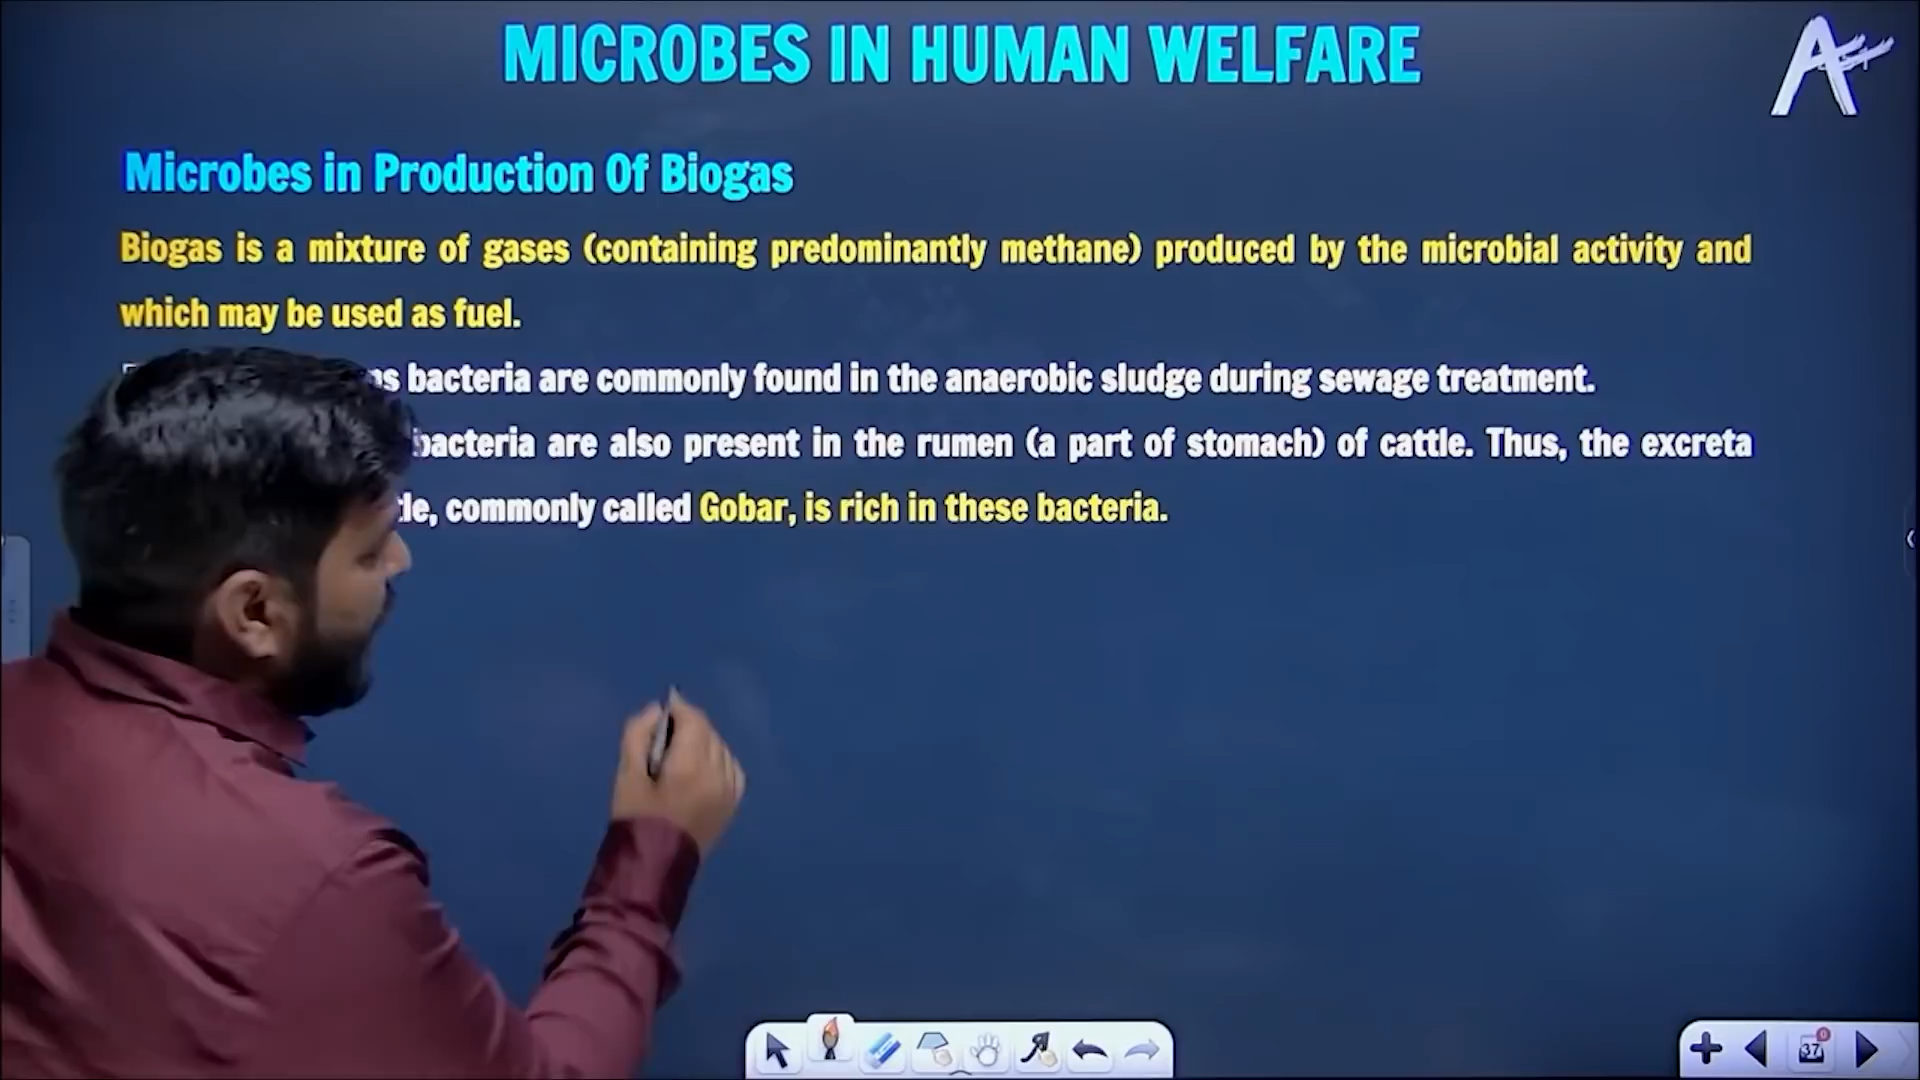 MICROBES IN HUMAN WELFARE
A++
Microbes in Production Of Biogas
Biogas is a mixture of gases (containing predominantly methane) produced by the microbial activity and
which may be used as fuel.
bacteria are commonly found in the anaerobic sludge during sewage treatment.
bacteria are also present in the rumen (a part of stomach) of cattle. Thus, the excreta
commonly called Gobar, is rich in these bacteria.
37